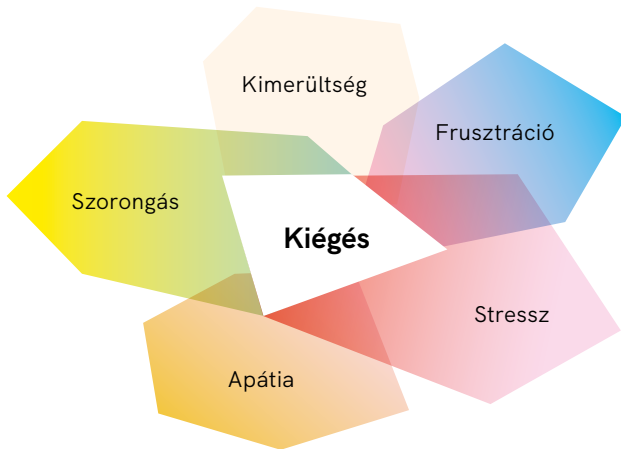 Kimerültség
Frusztráció
Szorongás
Kiégés
Stressz
Apátia